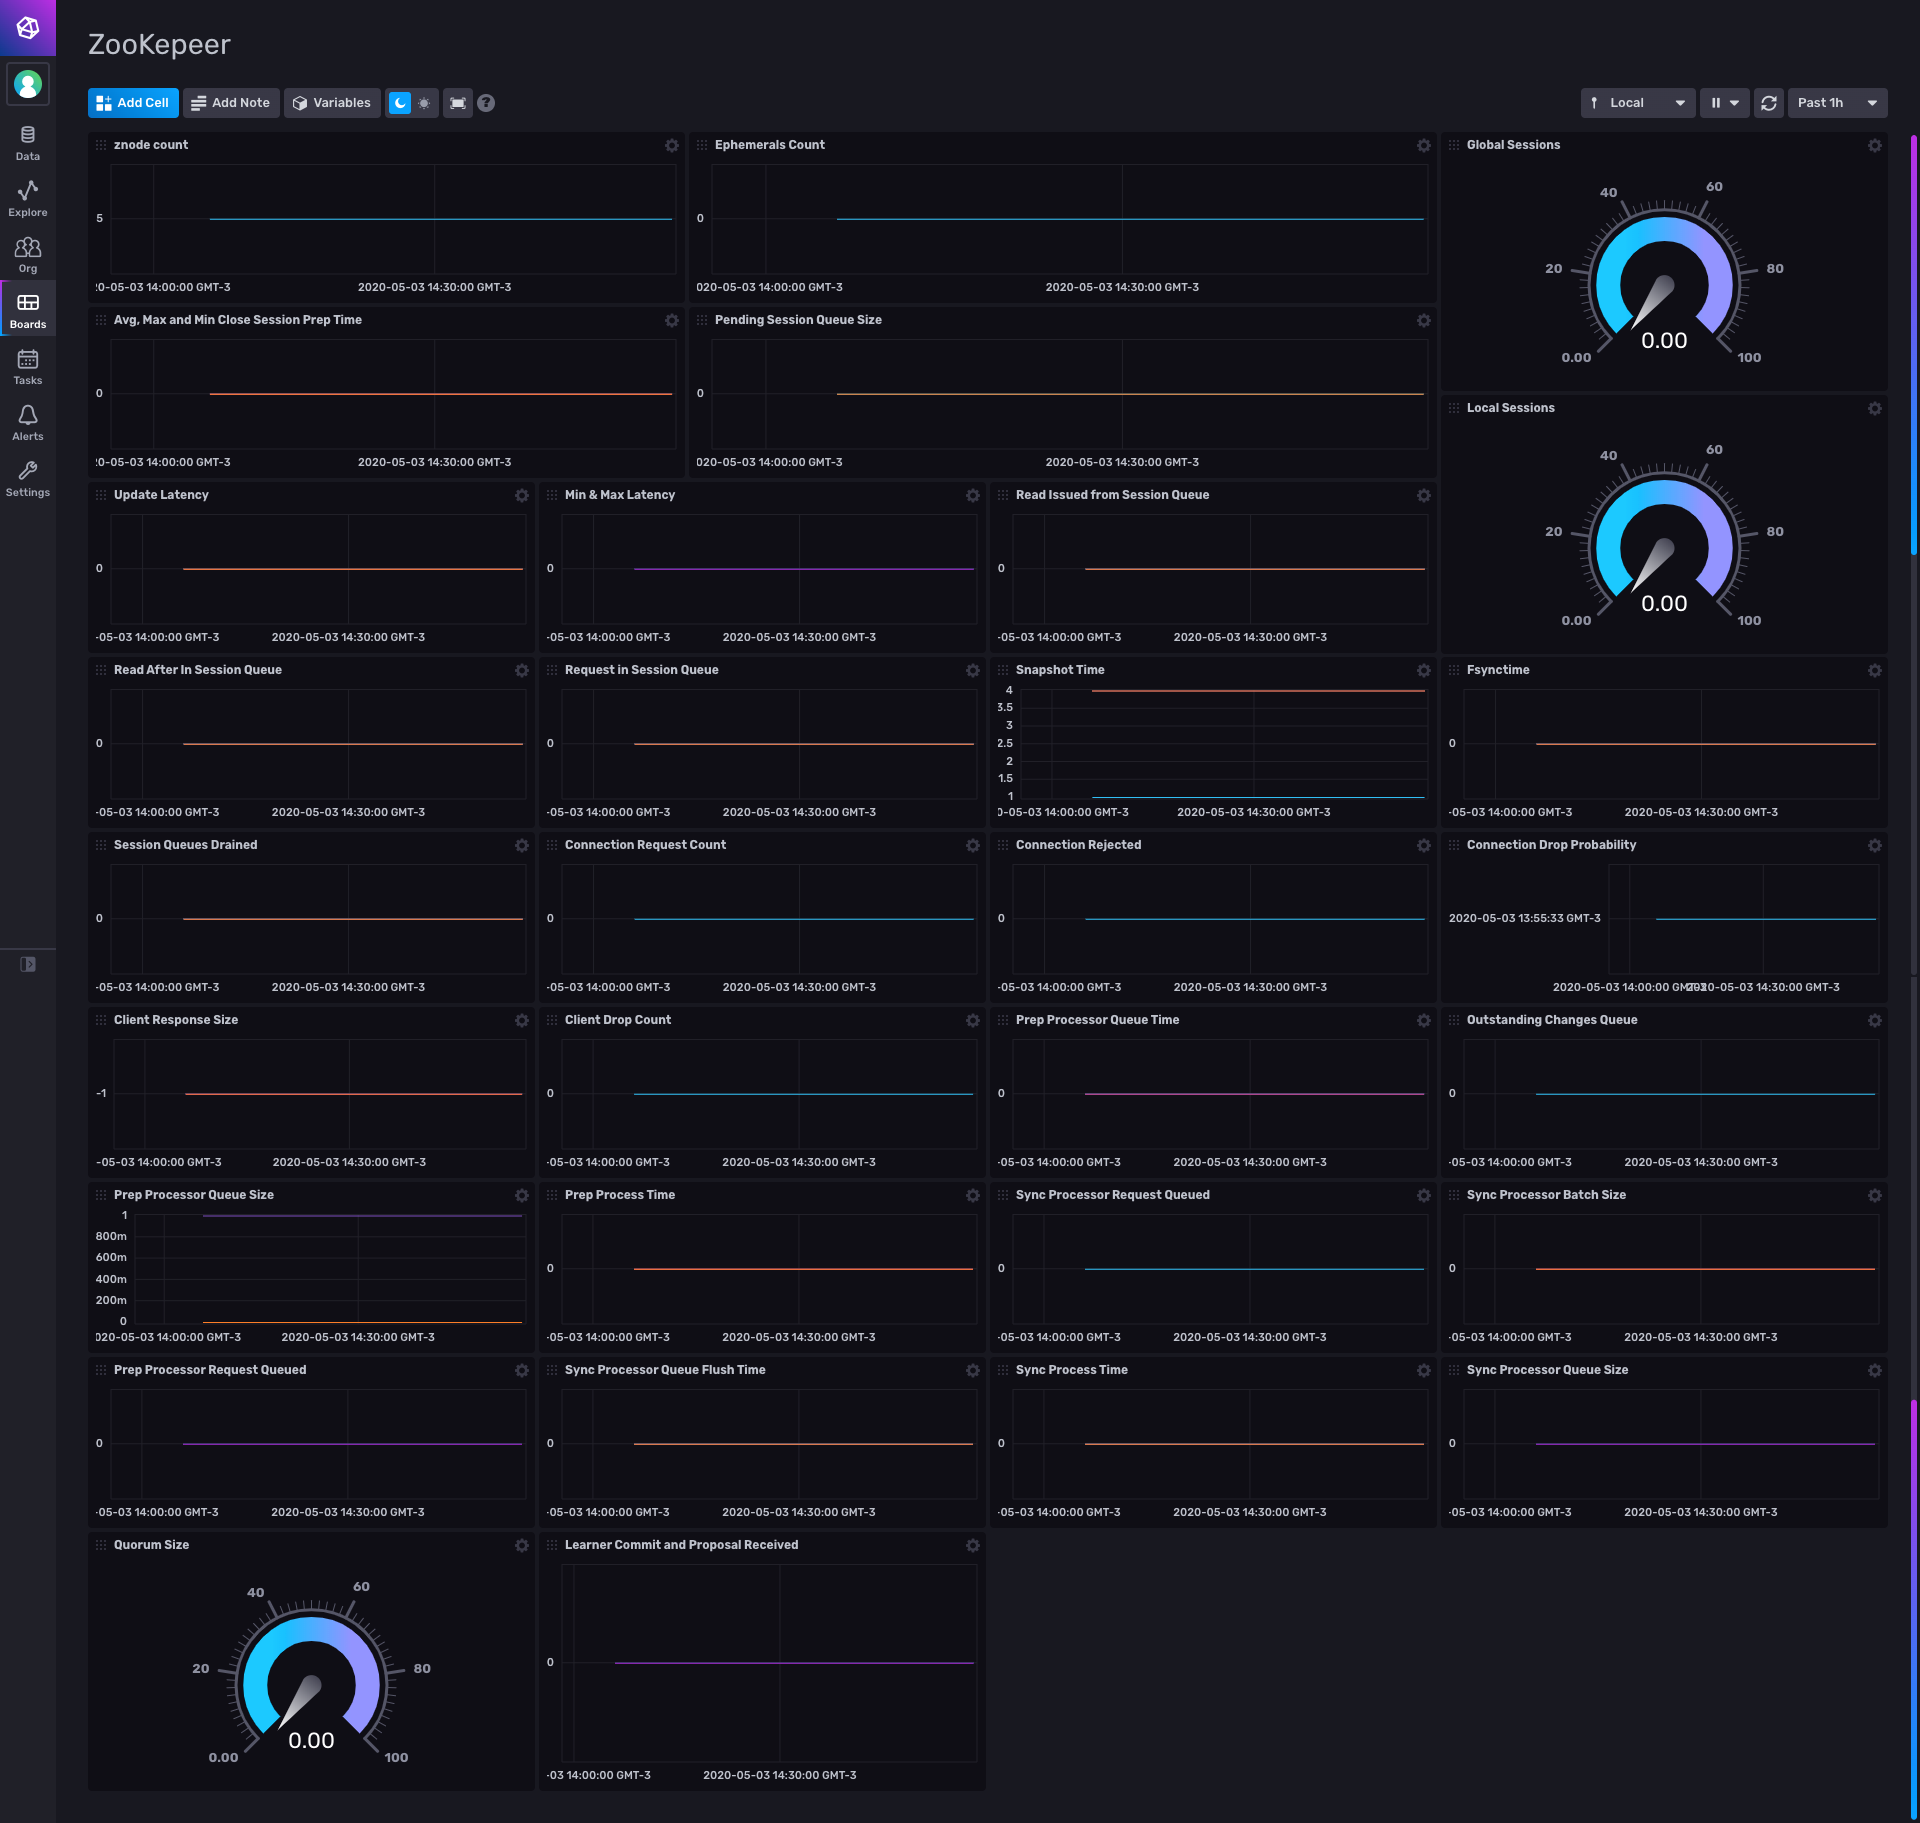 ZooKepeer
Add Cell
Add Note
Variables
?
Local
Past 1h
Data
Explore
Org
Boards
Tasks
Alerts
Settings
znode count
5
0-05-03 14:00:00 GMT-3 2020-05-03 14:30:00 GMT-3
Ephemerals Count
0
020-05-03 14:00:00 GMT-3 2020-05-03 14:30:00 GMT-3
Global Sessions
40 60
20 80
0.00
0.00 100
Avg, Max and Min Close Session Prep Time
0
0-05-03 14:00:00 GMT-3 2020-05-03 14:30:00 GMT-3
Pending Session Queue Size
0
020-05-03 14:00:00 GMT-3 2020-05-03 14:30:00 GMT-3
Local Sessions
40 60
20 80
0.00
0.00 100
Update Latency
0
-05-03 14:00:00 GMT-3 2020-05-03 14:30:00 GMT-3
Min & Max Latency
0
-05-03 14:00:00 GMT-3 2020-05-03 14:30:00 GMT-3
Read Issued from Session Queue
0
-05-03 14:00:00 GMT-3 2020-05-03 14:30:00 GMT-3
Read After In Session Queue
0
-05-03 14:00:00 GMT-3 2020-05-03 14:30:00 GMT-3
Request in Session Queue
0
-05-03 14:00:00 GMT-3 2020-05-03 14:30:00 GMT-3
Snapshot Time
4
3.5
3
2.5
2
1.5
1
0-05-03 14:00:00 GMT-3 2020-05-03 14:30:00 GMT-3
Fsynctime
0
-05-03 14:00:00 GMT-3 2020-05-03 14:30:00 GMT-3
Session Queues Drained
0
-05-03 14:00:00 GMT-3 2020-05-03 14:30:00 GMT-3
Connection Request Count
0
-05-03 14:00:00 GMT-3 2020-05-03 14:30:00 GMT-3
Connection Rejected
0
-05-03 14:00:00 GMT-3 2020-05-03 14:30:00 GMT-3
Connection Drop Probability
2020-05-03 13:55:33 GMT-3
2020-05-03 14:00:00 GMT-3 2020-05-03 14:30:00 GMT-3
Client Response Size
-1
-05-03 14:00:00 GMT-3 2020-05-03 14:30:00 GMT-3
Client Drop Count
0
-05-03 14:00:00 GMT-3 2020-05-03 14:30:00 GMT-3
Prep Processor Queue Time
0
-05-03 14:00:00 GMT-3 2020-05-03 14:30:00 GMT-3
Outstanding Changes Queue
0
-05-03 14:00:00 GMT-3 2020-05-03 14:30:00 GMT-3
Prep Processor Queue Size
1
800m
600m
400m
200m
0
020-05-03 14:00:00 GMT-3 2020-05-03 14:30:00 GMT-3
Prep Process Time
0
-05-03 14:00:00 GMT-3 2020-05-03 14:30:00 GMT-3
Sync Processor Request Queued
0
-05-03 14:00:00 GMT-3 2020-05-03 14:30:00 GMT-3
Sync Processor Batch Size
0
-05-03 14:00:00 GMT-3 2020-05-03 14:30:00 GMT-3
Prep Processor Request Queued
0
-05-03 14:00:00 GMT-3 2020-05-03 14:30:00 GMT-3
Sync Processor Queue Flush Time
0
-05-03 14:00:00 GMT-3 2020-05-03 14:30:00 GMT-3
Sync Process Time
0
-05-03 14:00:00 GMT-3 2020-05-03 14:30:00 GMT-3
Sync Processor Queue Size
0
-05-03 14:00:00 GMT-3 2020-05-03 14:30:00 GMT-3
Quorum Size
40 60
20 80
0.00
0.00 100
Learner Commit and Proposal Received
0
-03 14:00:00 GMT-3 2020-05-03 14:30:00 GMT-3